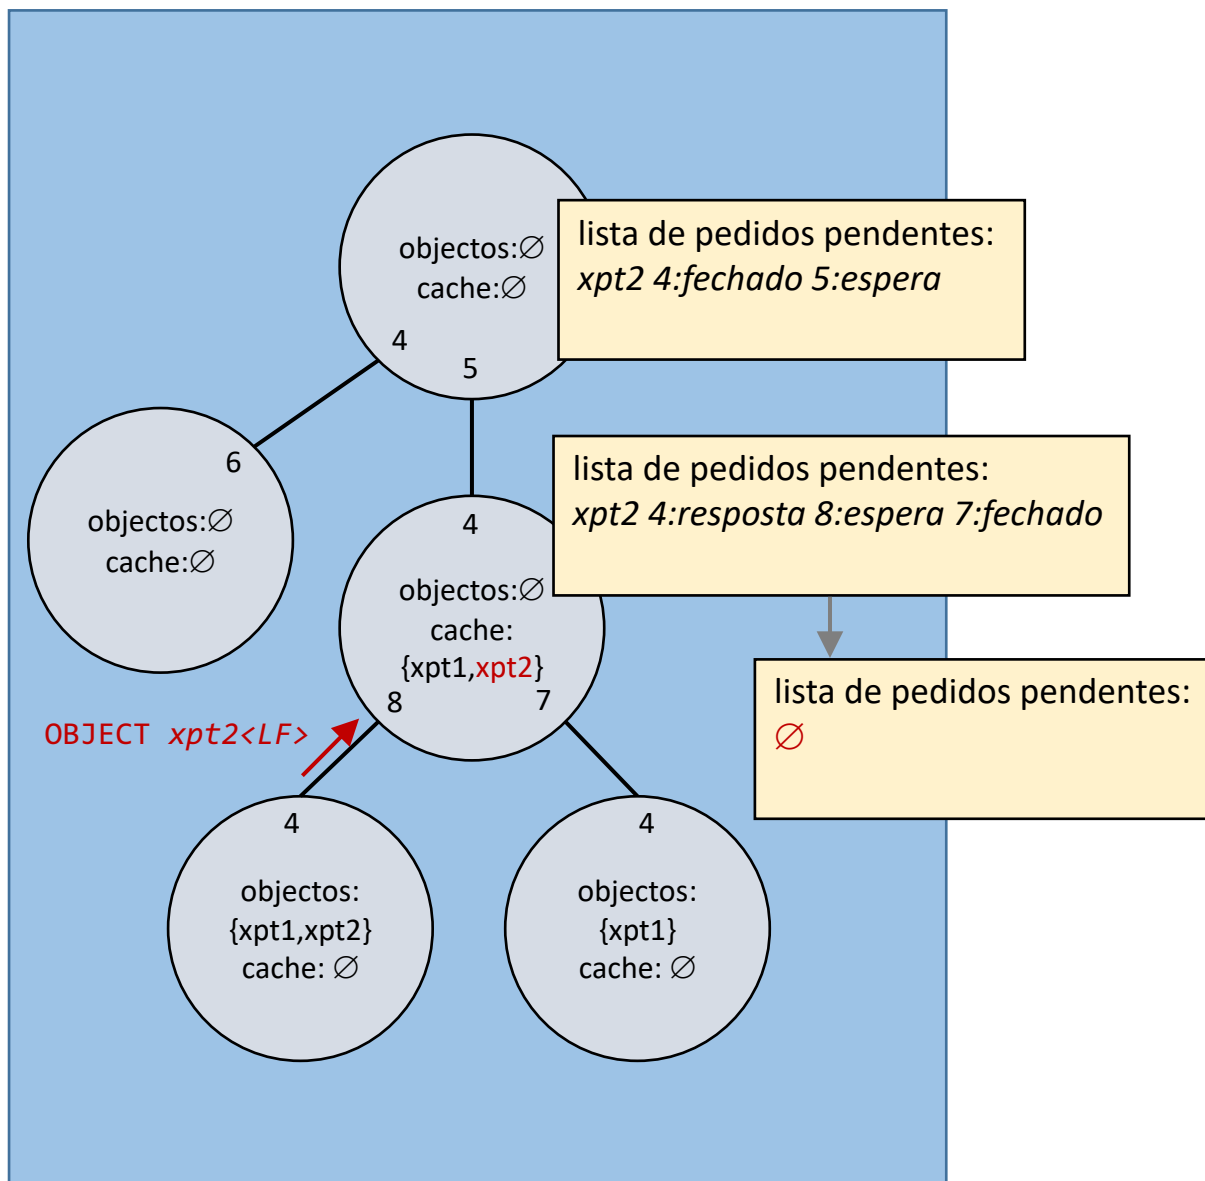 objectos:∅
cache:∅
4
5
lista de pedidos pendentes:
xpt2 4:fechado 5:espera
6
objectos:∅
cache:∅
lista de pedidos pendentes:
xpt2 4:resposta 8:espera 7:fechado
4
objectos:∅
cache:
{xpt1,xpt2}
8
7
lista de pedidos pendentes:
∅
OBJECT xpt2<LF>
4
objectos:
{xpt1,xpt2}
cache: ∅
4
objectos:
{xpt1}
cache: ∅